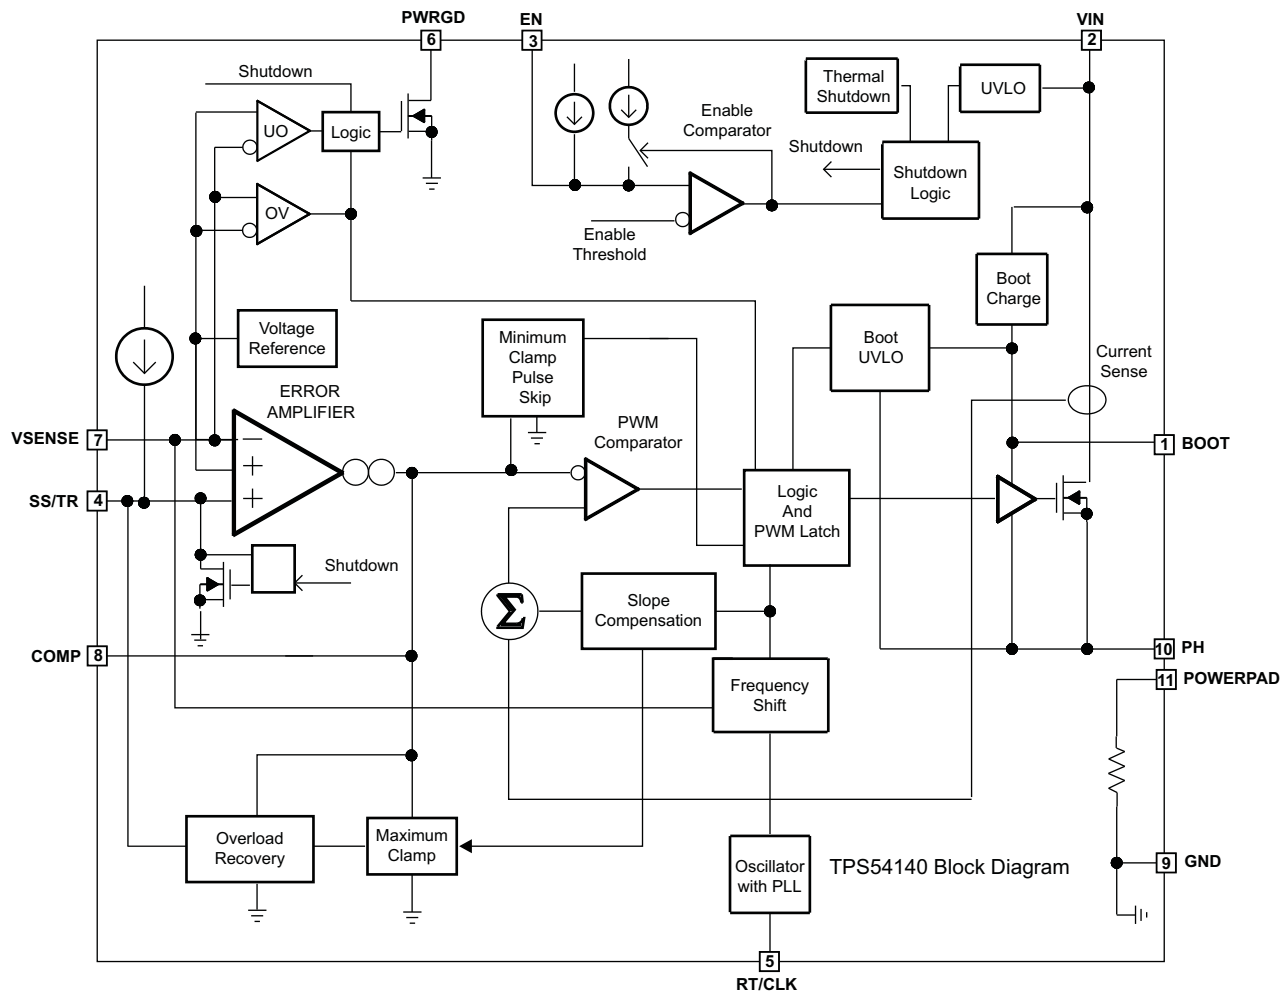 PWRGD
EN
VIN
6
3
2
Shutdown
Thermal
Shutdown
UVLO
UO
Logic
Enable
Comparator
Shutdown
Shutdown
Logic
OV
Enable
Threshold
Boot
Charge
Voltage
Reference
Minimum
Clamp
Pulse
Skip
Boot
UVLO
Current
Sense
ERROR
AMPLIFIER
PWM
Comparator
VSENSE
7
−
+
+
1
BOOT
SS/TR
4
Logic
And
PWM Latch
Shutdown
Σ
Slope
Compensation
COMP
8
10
PH
11
POWERPAD
Frequency
Shift
Overload
Recovery
Maximum
Clamp
Oscillator
with PLL
TPS54140 Block Diagram
9
GND
5
RT/CLK